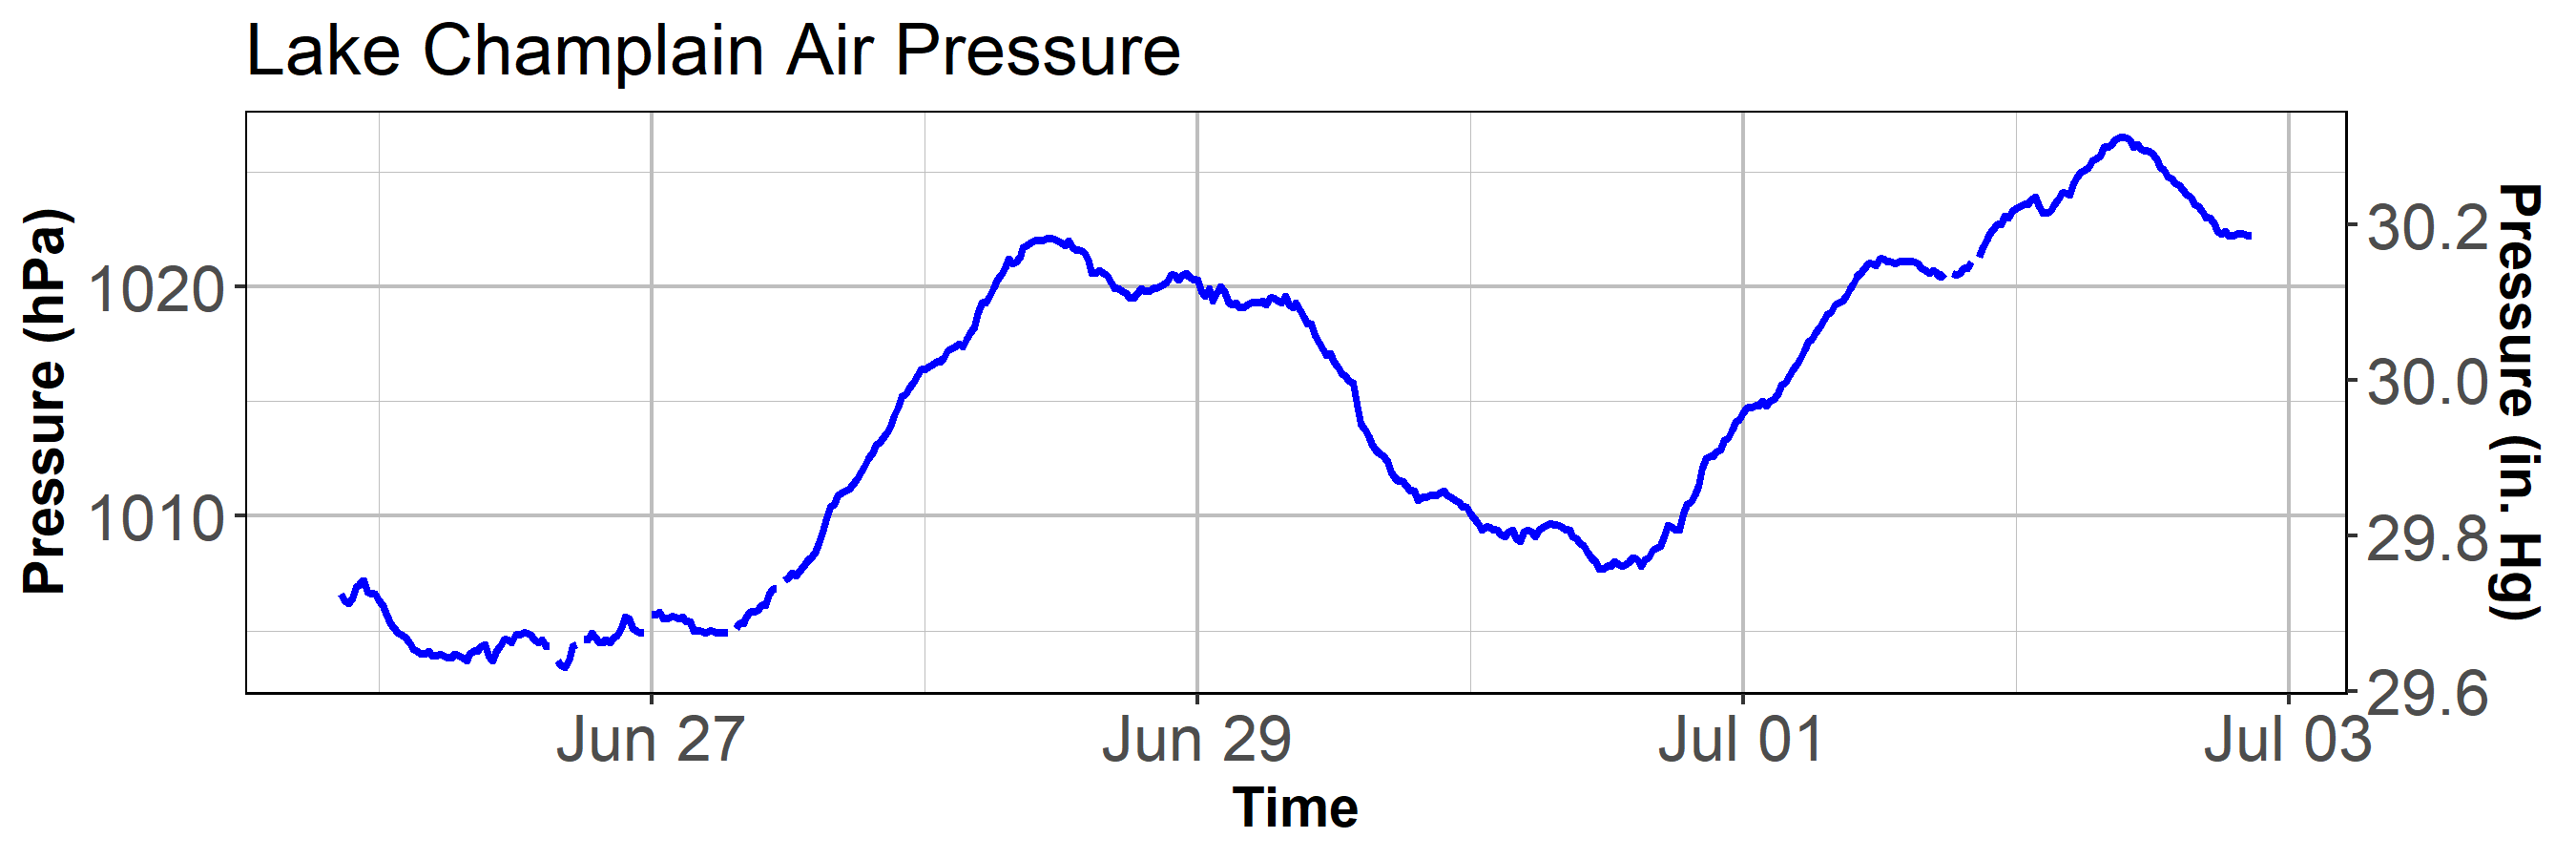 Lake Champlain Air Pressure
Pressure (hPa)
1020
1010
30.2
30.0
29.8
29.6
Pressure (in. Hg)
Jun 27
Jun 29
Jul 01
Jul 03
Time